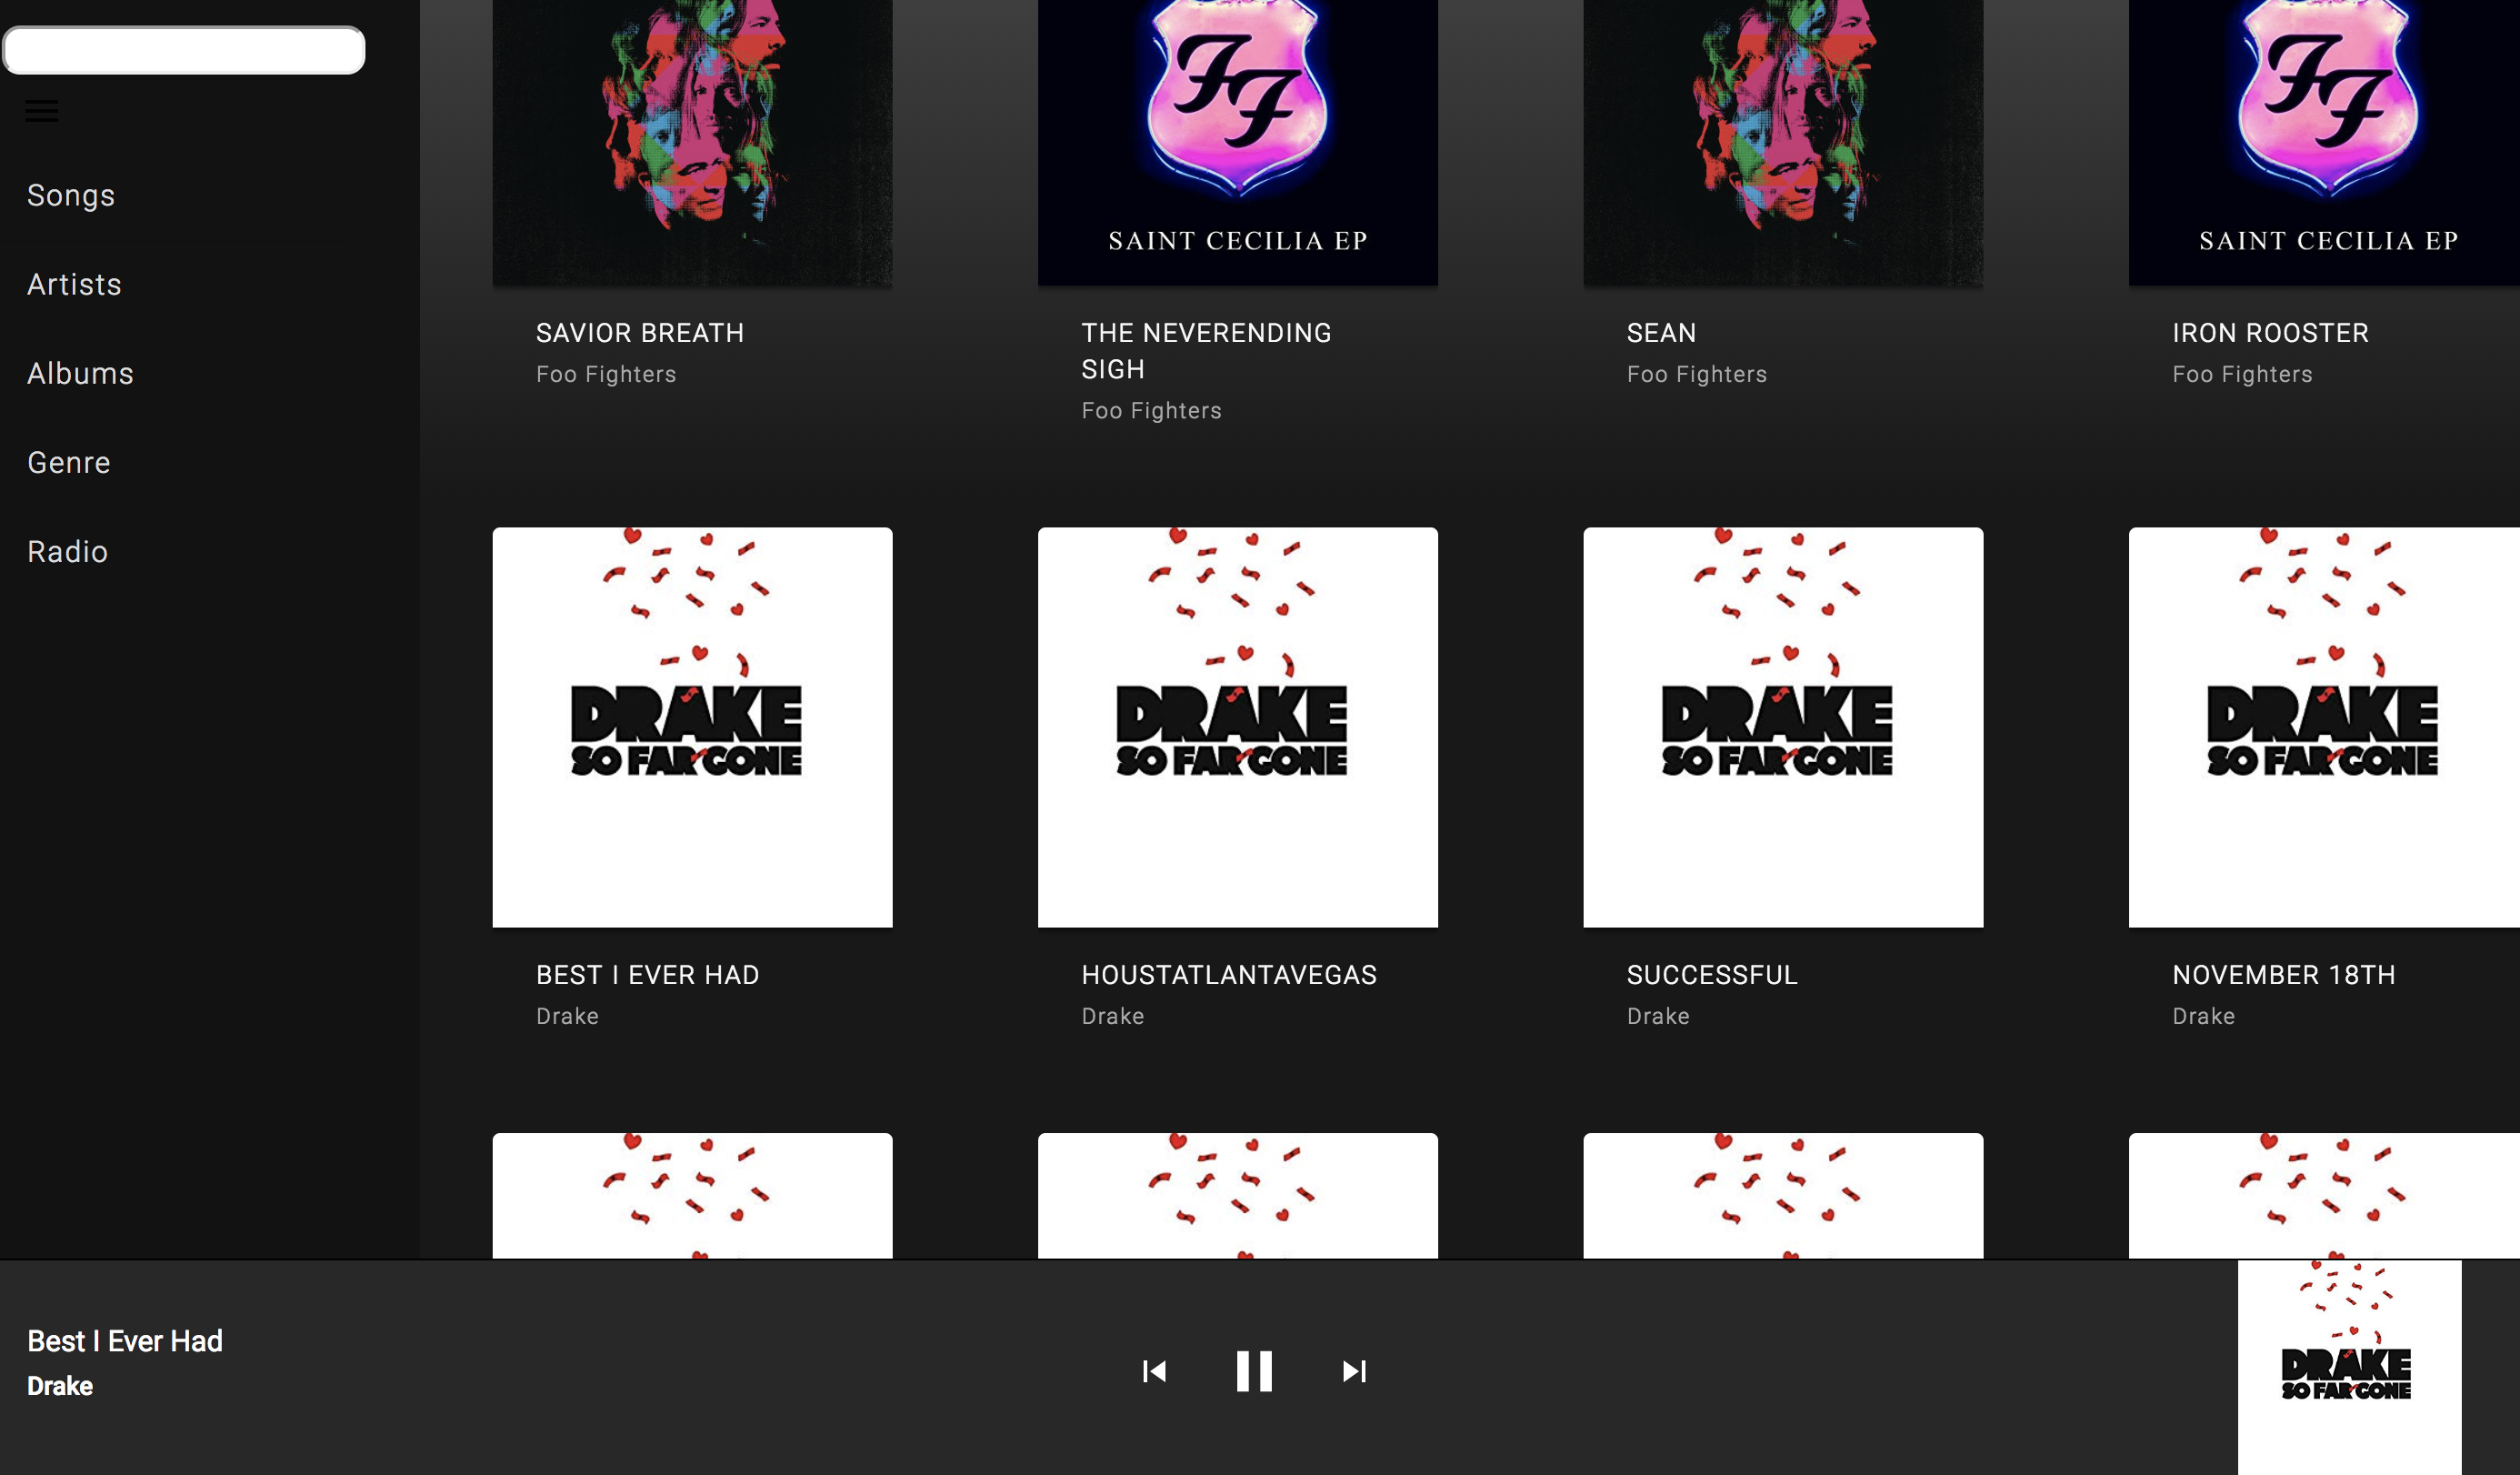 Songs
Artists
Albums
Genre
Radio
FF
SAINT CECILIA EP
FF
SAINT CECILIA EP
SAVIOR BREATH
Foo Fighters
THE NEVERENDING
SIGH
Foo Fighters
SEAN
Foo Fighters
IRON ROOSTER
Foo Fighters
DRAKE
SO FAR GONE
DRAKE
SO FAR GONE
DRAKE
SO FAR GONE
DRAKE
SO FAR GONE
BEST I EVER HAD
Drake
HOUSTATLANTAVEGAS
Drake
SUCCESSFUL
Drake
NOVEMBER 18TH
Drake
Best I Ever Had
Drake
DRAKE
SO FAR GONE